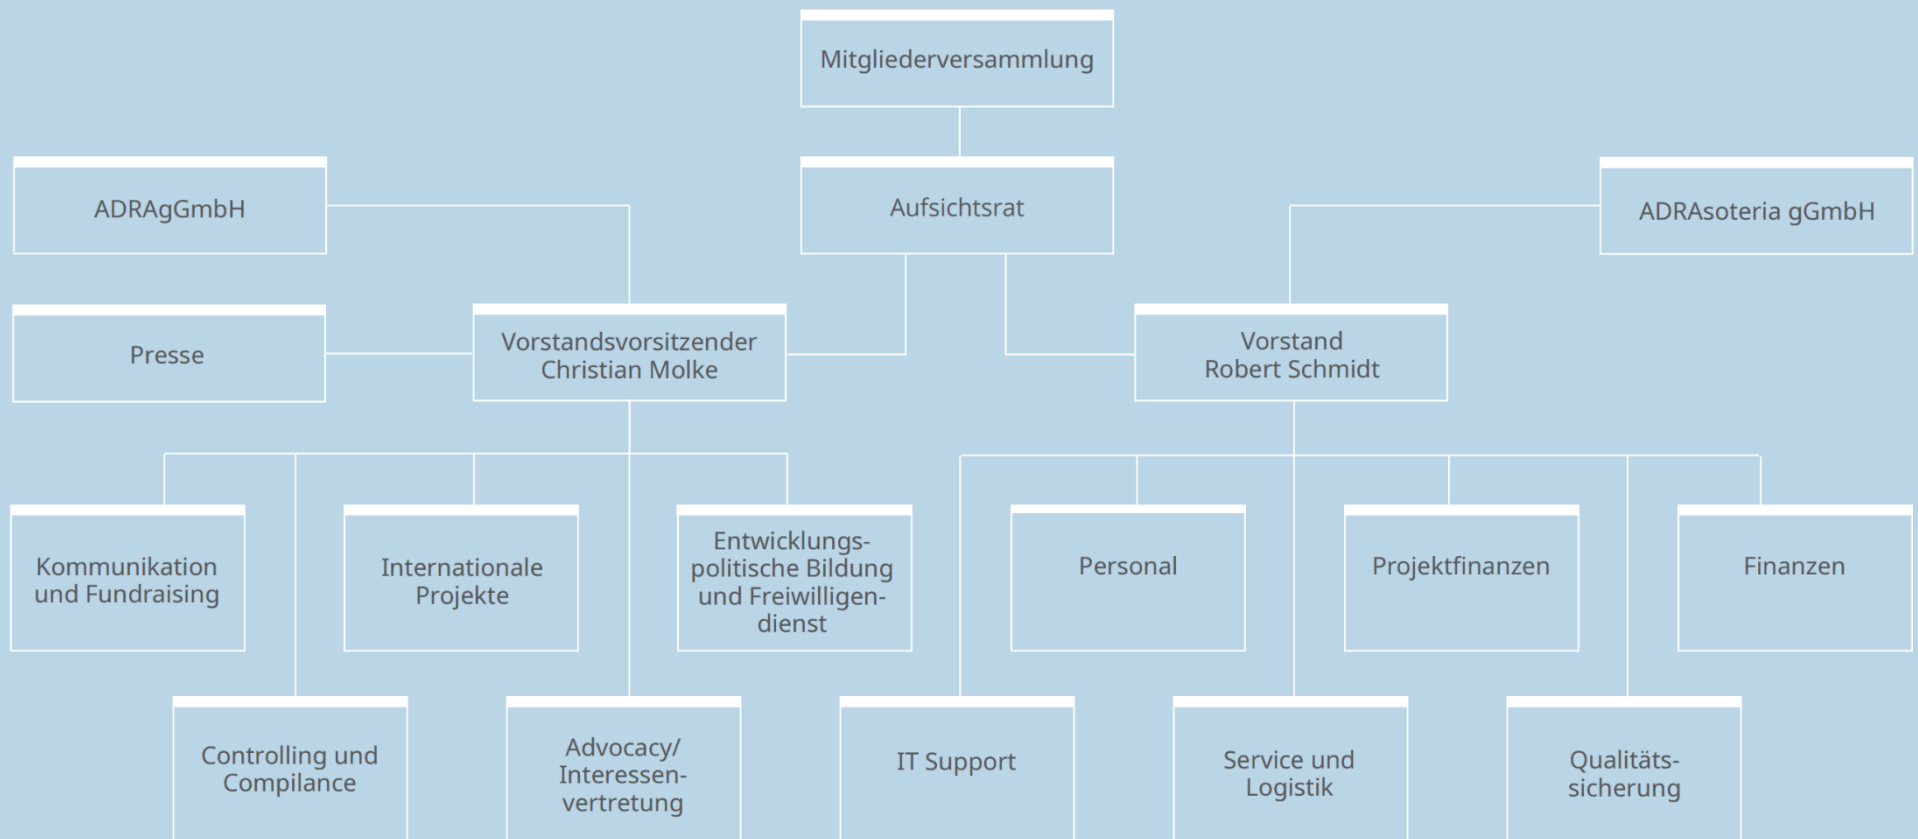 Mitgliederversammlung
ADRAgGmbH
Aufsichtsrat
ADRAsoteria gGmbH
Presse
Vorstandsvorsitzender
Christian Molke
Vorstand
Robert Schmidt
Kommunikation
und Fundraising
Internationale
Projekte
Entwicklungs-
politische Bildung
und Freiwilligen-
dienst
Personal
Projektfinanzen
Finanzen
Controlling und
Compilance
Advocacy/
Interessen-
vertretung
IT Support
Service und
Logistik
Qualitäts-
sicherung